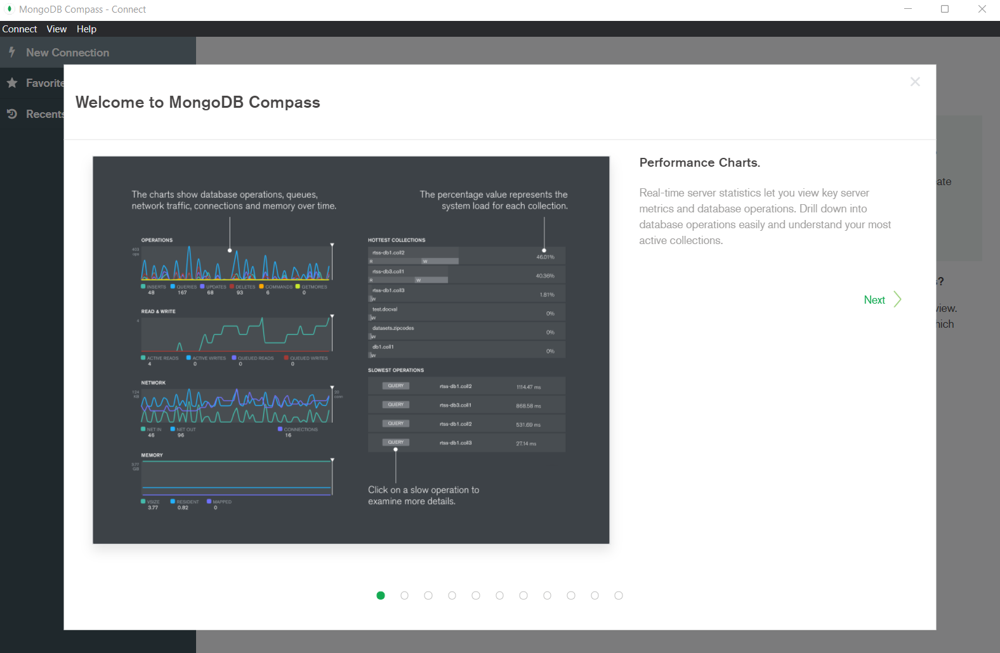 MongoDB Compass - Connect
Connect View Help
New Connection
Favorite
Recents
Welcome to MongoDB Compass
The charts show database operations, queues,
network traffic, connections and memory over time.
The percentage value represents the
system load for each collection.
OPERATIONS
403
ops
INSERTS QUERIES UPDATES DELETES COMMANDS GETMORES
48 167 68 93 6 0
READ & WRITE
4
ACTIVE READS ACTIVE WRITES QUEUED READS QUEUED WRITES
4 0 0 0
NETWORK
124
KB
20
conn
NET IN NET OUT CONNECTIONS
46 96 16
MEMORY
3.77
GB
VSIZE RESIDENT MAPPED
3.77 0.82 0
HOTTEST COLLECTIONS
rtss-db1.coll2 46.01%
R W
rtss-db3.coll1 40.36%
R W
rtss-db1.coll3 1.81%
W
test.docval 0%
W
datasets.zipcodes 0%
W
db1.coll1 0%
W
SLOWEST OPERATIONS
QUERY rtss-db1.coll2 1114.47 ms
QUERY rtss-db3.coll1 868.58 ms
QUERY rtss-db1.coll2 531.69 ms
QUERY rtss-db1.coll3 27.14 ms
Click on a slow operation to
examine more details.
Performance Charts.
Real-time server statistics let you view key server
metrics and database operations. Drill down into
database operations easily and understand your most
active collections.
Next
ate
s?
view.
hich